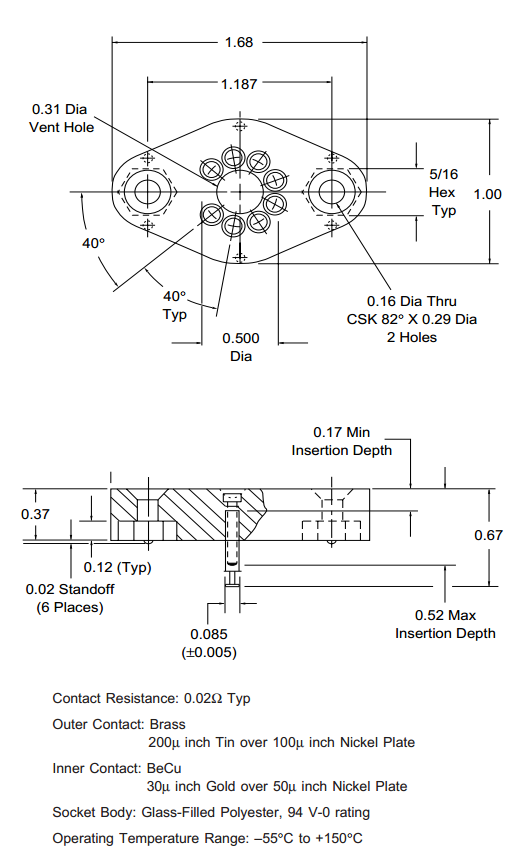 1.68
1.187
0.31 Dia
Vent Hole
5/16
Hex
Typ
1.00
40°
40°
Typ
0.16 Dia Thru
CSK 82° X 0.29 Dia
2 Holes
0.500
Dia
0.17 Min
Insertion Depth
0.37
0.67
0.12 (Typ)
0.02 Standoff
(6 Places)
0.52 Max
Insertion Depth
0.085
(±0.005)
Contact Resistance: 0.02Ω Typ
Outer Contact: Brass
200μ inch Tin over 100μ inch Nickel Plate
Inner Contact: BeCu
30μ inch Gold over 50μ inch Nickel Plate
Socket Body: Glass-Filled Polyester, 94 V-0 rating
Operating Temperature Range: –55°C to +150°C